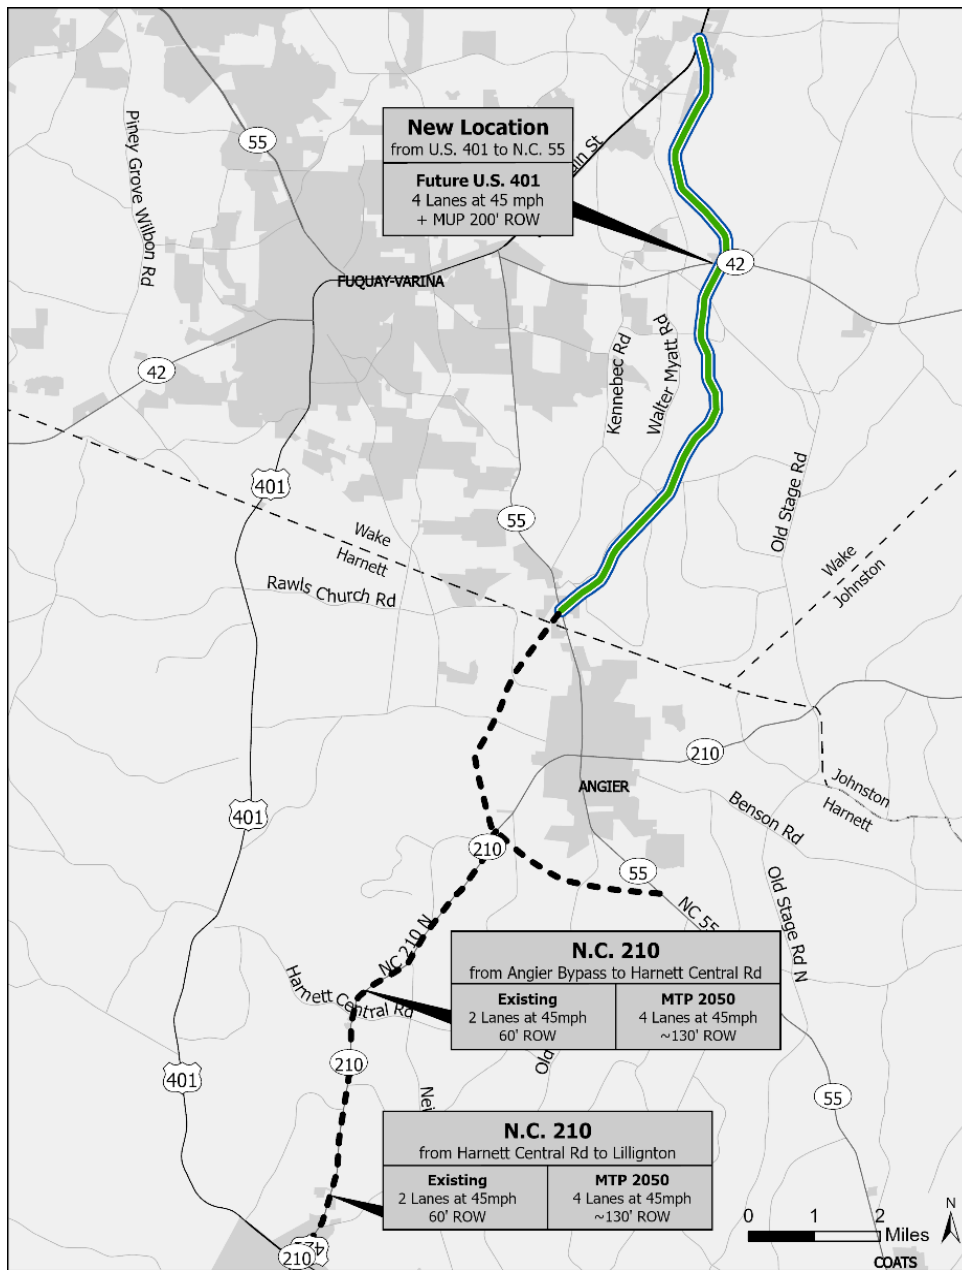 55
Piney Grove Wilbon Rd
New Location
from U.S. 401 to N.C. 55
Future U.S. 401
4 Lanes at 45 mph
+ MUP 200' ROW
St
42
FUQUAY-VARINA
42
Kennebec Rd
Walter Myatt Rd
401
55
Old Stage Rd
Wake
Harnett
Wake
Johnston
Rawls Church Rd
210
Johnston
Harnett
ANGIER
Benson Rd
401
210
55
NC 55
Old Stage Rd N
NC 210 N
N.C. 210
from Angier Bypass to Harnett Central Rd
Existing
2 Lanes at 45mph
60' ROW
MTP 2050
4 Lanes at 45mph
~130' ROW
Harnett Central Rd
Old
210
401
55
N.C. 210
from Harnett Central Rd to Lillignton
Existing
2 Lanes at 45mph
60' ROW
MTP 2050
4 Lanes at 45mph
~130' ROW
210
0 1 2
Miles
N
COATS